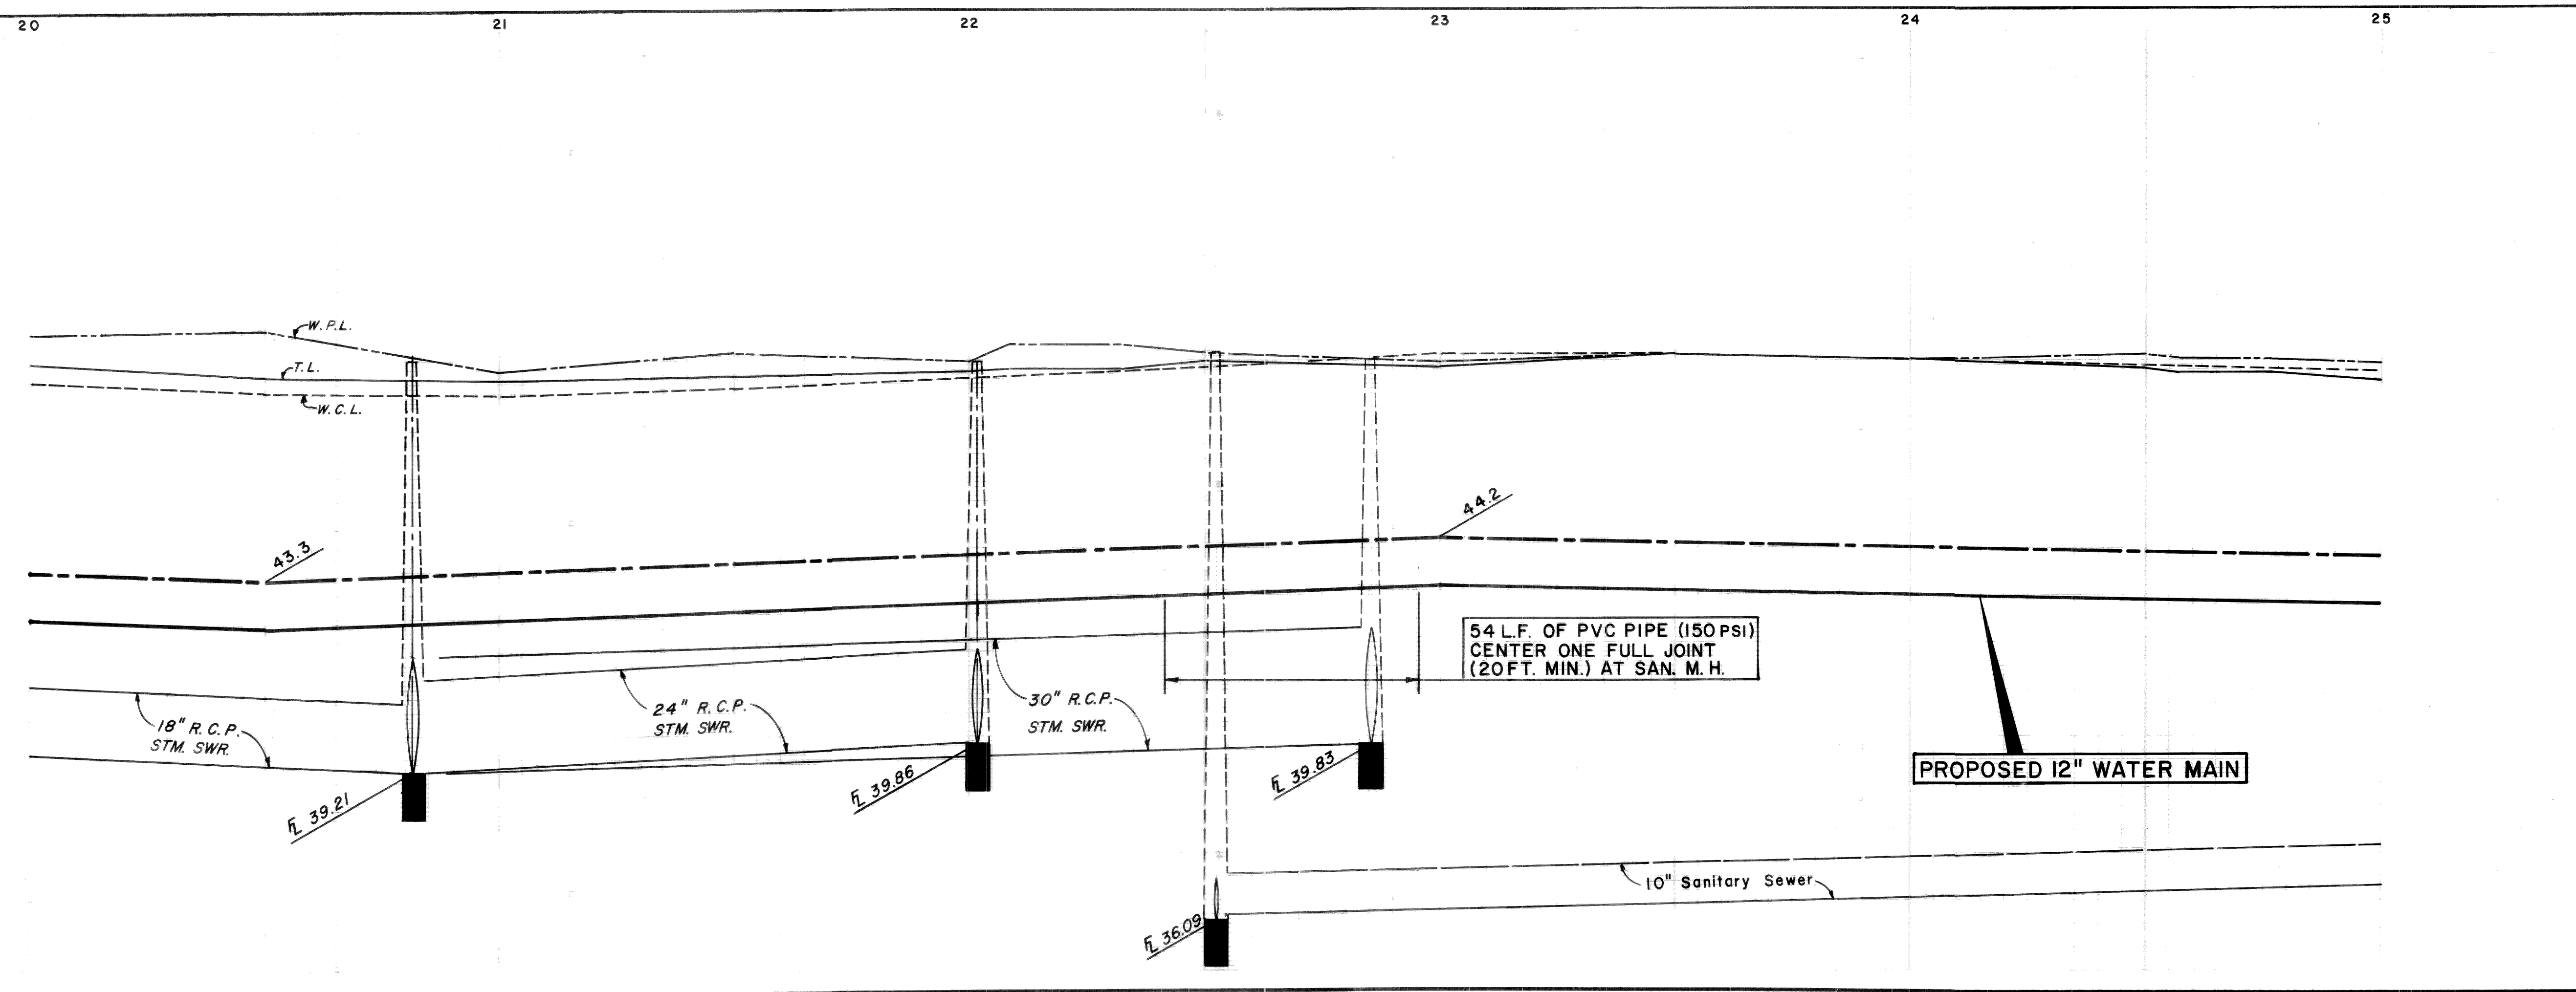 20 21 22 23 24 25
W.P.L.
T.L.
W.C.L.
44.2
43.3
54 L.F. OF PVC PIPE (150 PSI)
CENTER ONE FULL JOINT
(20 FT. MIN.) AT SAN. M.H.
18" R.C.P.
STM. SWR.
24" R.C.P.
STM. SWR.
30" R.C.P.
STM. SWR.
PROPOSED 12" WATER MAIN
FL 39.21
FL 39.86
FL 39.83
10" Sanitary Sewer
FL 36.09